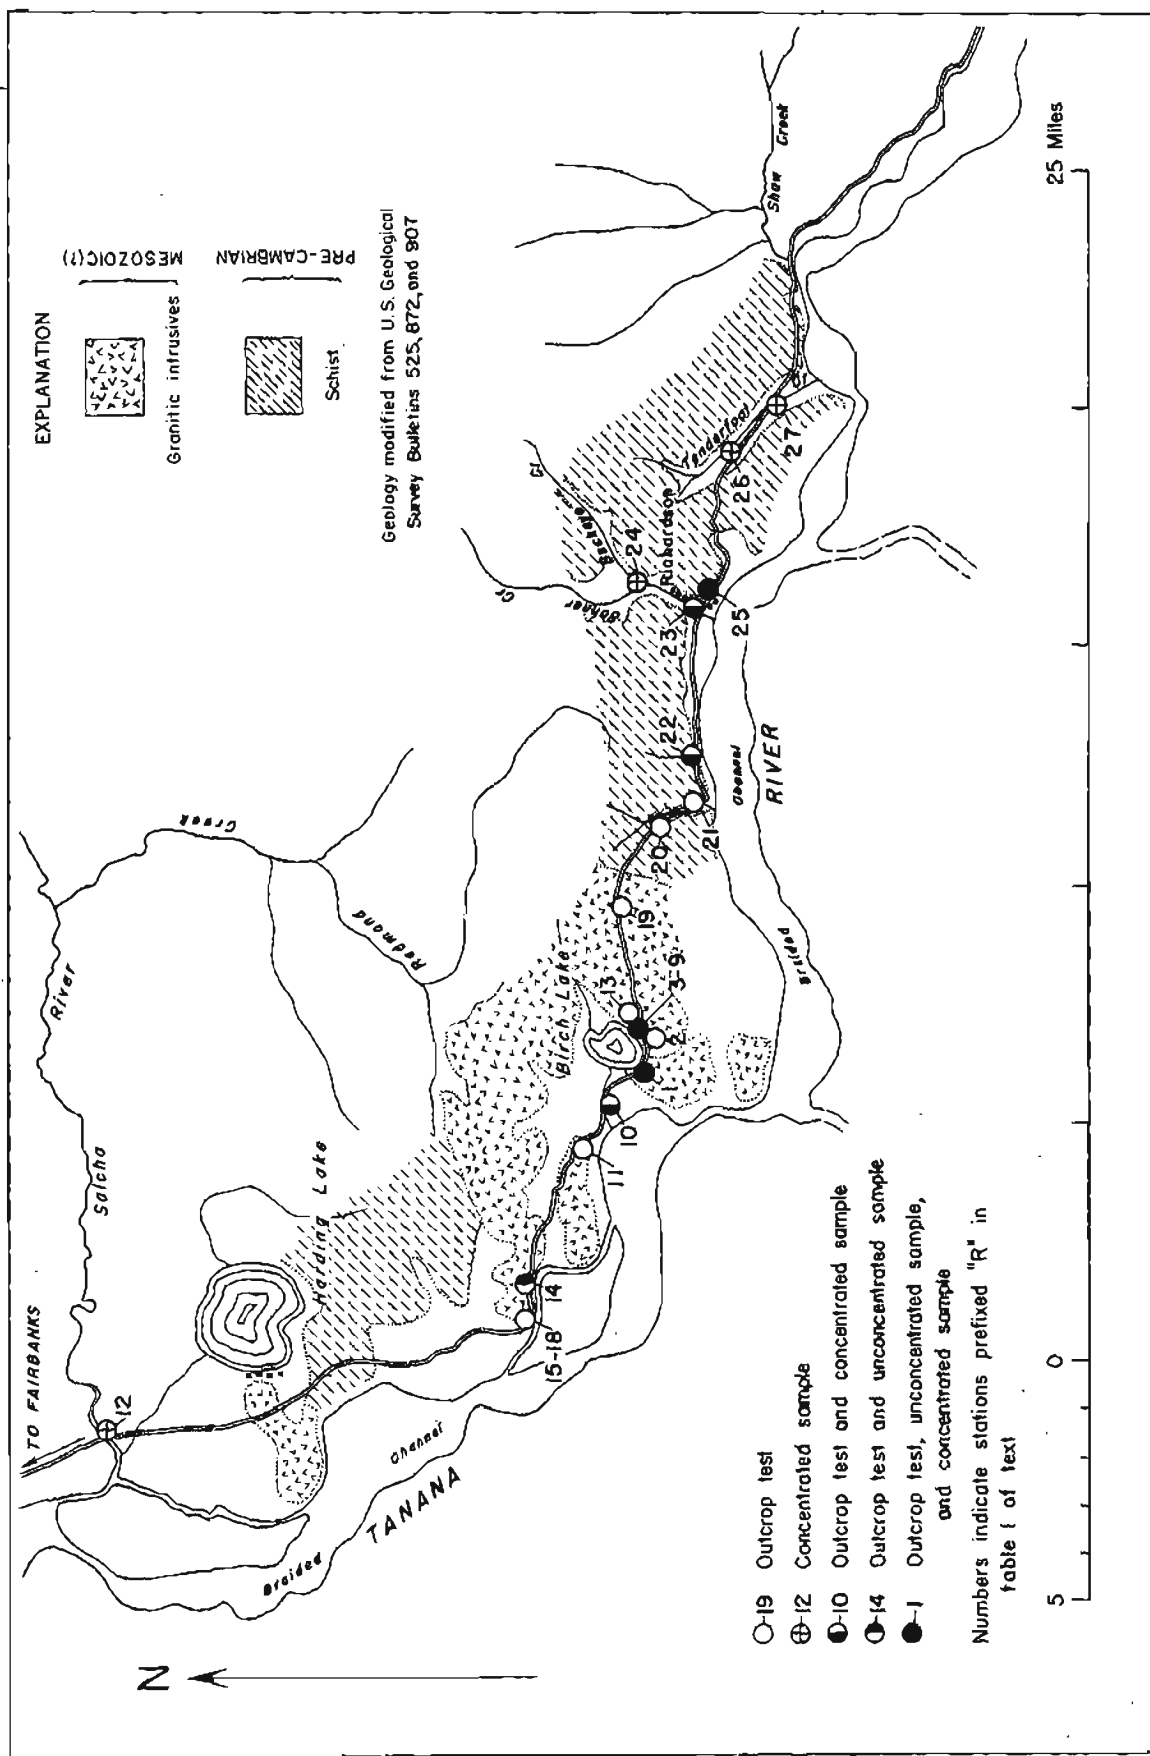 EXPLANATION
Granitic intrusives
MESOZOIC(?)
Schist
PRE-CAMBRIAN
Geology modified from U.S. Geological
Survey Bulletins 525, 872, and 907
TO FAIRBANKS
N
Salcha
River
Redmond
Creek
Harding Lake
Birch Lake
Banner
Cr
Buckeye
Cr
Richardson
Tenderfoot
Cr
Shaw
Creek
Braided
Channel
TANANA
Braided
Channel
RIVER
12
15-18
14
11
10
1
2
3-9
13
19
20
21
22
23
24
25
26
27
19 Outcrop test
12 Concentrated sample
10 Outcrop test and concentrated sample
14 Outcrop test and unconcentrated sample
1 Outcrop test, unconcentrated sample,
and concentrated sample
Numbers indicate stations prefixed "R" in
table 1 of text
5
0
25 Miles